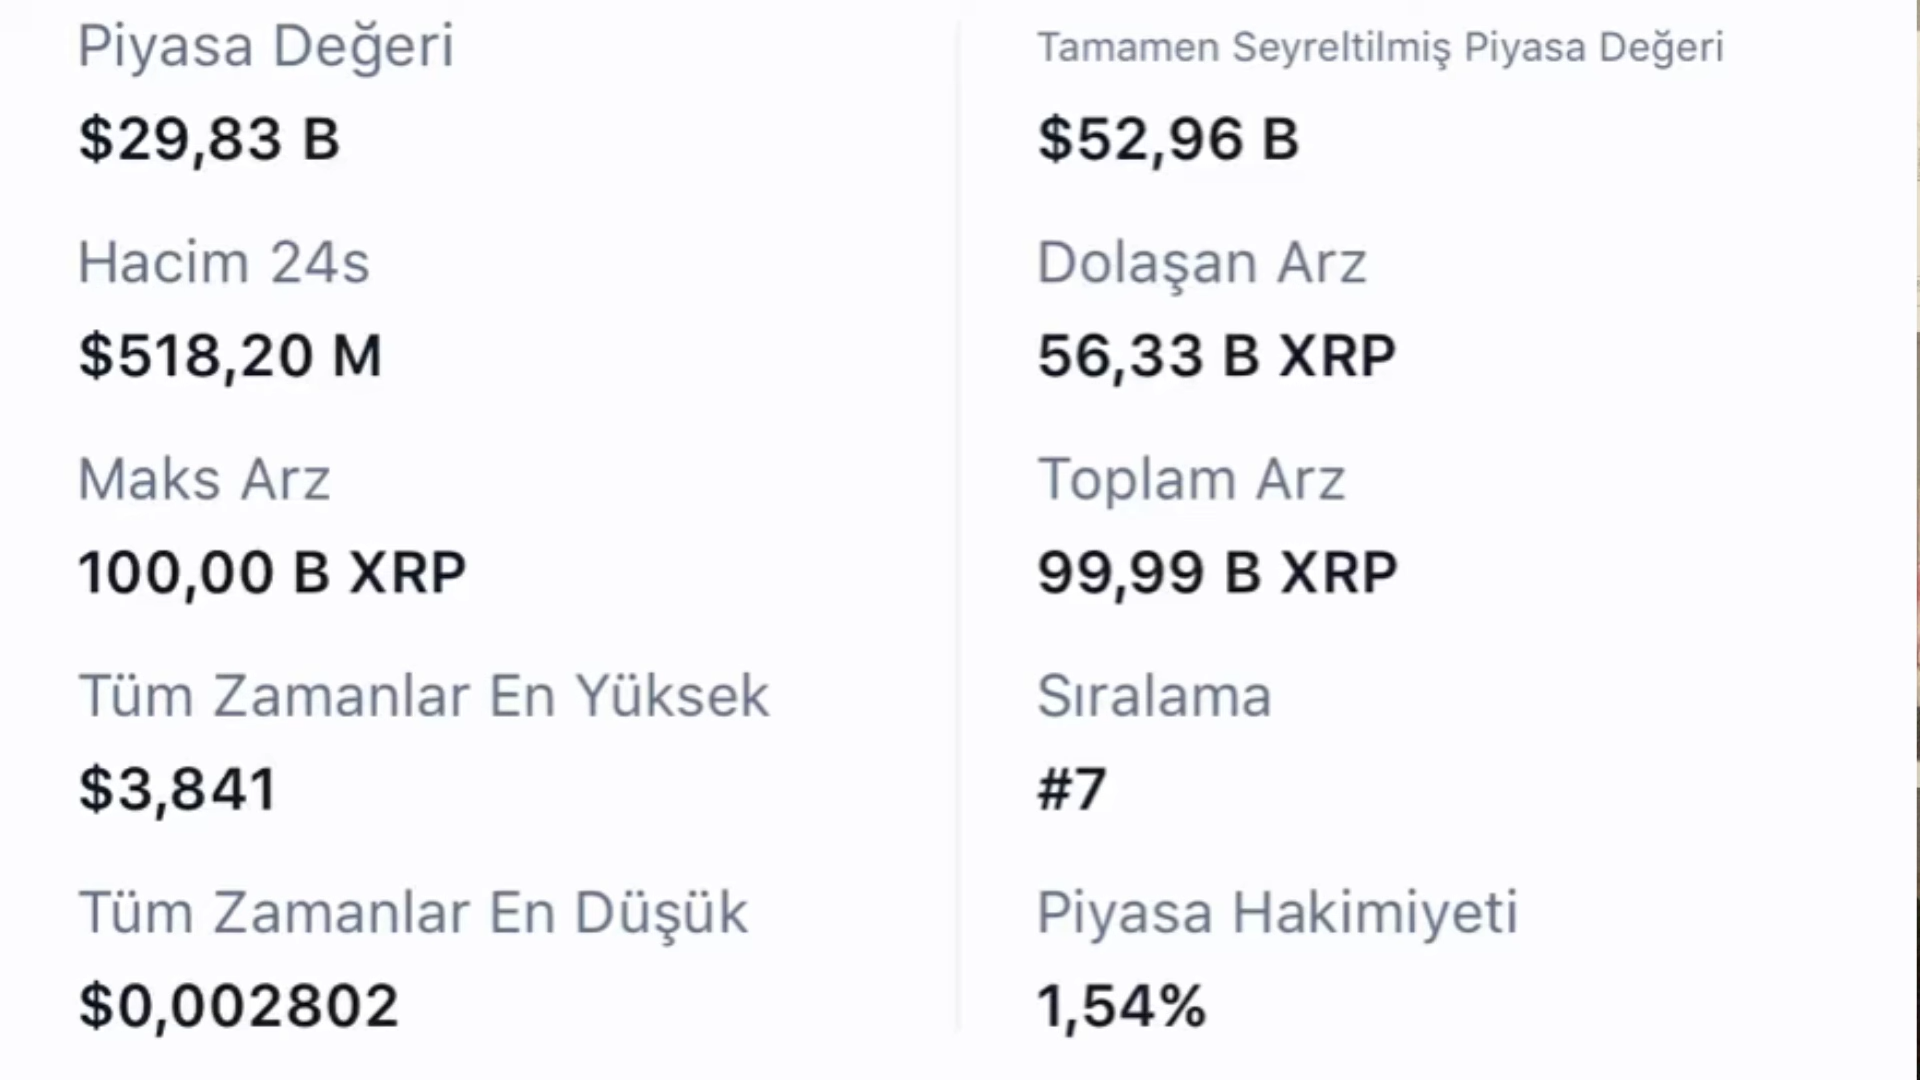 Piyasa Değeri
$29,83 B
Tamamen Seyreltilmiş Piyasa Değeri
$52,96 B
Hacim 24s
$518,20 M
Dolaşan Arz
56,33 B XRP
Maks Arz
100,00 B XRP
Toplam Arz
99,99 B XRP
Tüm Zamanlar En Yüksek
$3,841
Sıralama
#7
Tüm Zamanlar En Düşük
$0,002802
Piyasa Hakimiyeti
1,54%